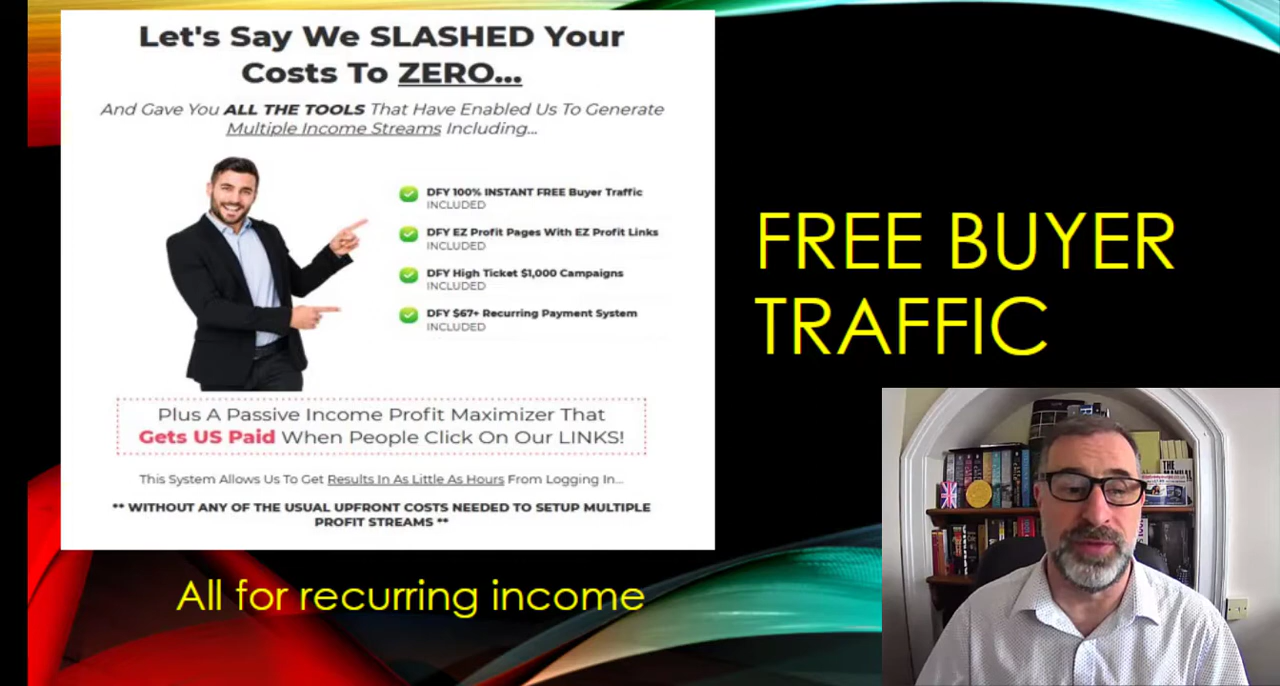 Let's Say We SLASHED Your
Costs To ZERO...
And Gave You ALL THE TOOLS That Have Enabled Us To Generate
Multiple Income Streams Including...
DFY 100% INSTANT FREE Buyer Traffic
INCLUDED
DFY EZ Profit Pages With EZ Profit Links
INCLUDED
DFY High Ticket $1,000 Campaigns
INCLUDED
DFY $67+ Recurring Payment System
INCLUDED
Plus A Passive Income Profit Maximizer That
Gets US Paid When People Click On Our LINKS!
This System Allows Us To Get Results In As Little As Hours From Logging In...
** WITHOUT ANY OF THE USUAL UPFRONT COSTS NEEDED TO SETUP MULTIPLE
PROFIT STREAMS **
FREE BUYER
TRAFFIC
All for recurring income
THE